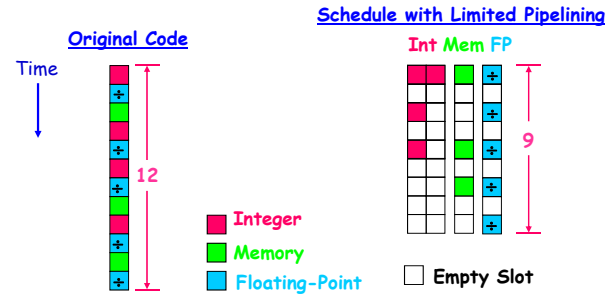 Schedule with Limited Pipelining
Original Code
Int Mem FP
Time
÷
÷
÷
÷
÷
÷
÷
÷
÷
÷
12
9
Integer
Memory
Floating-Point
Empty Slot